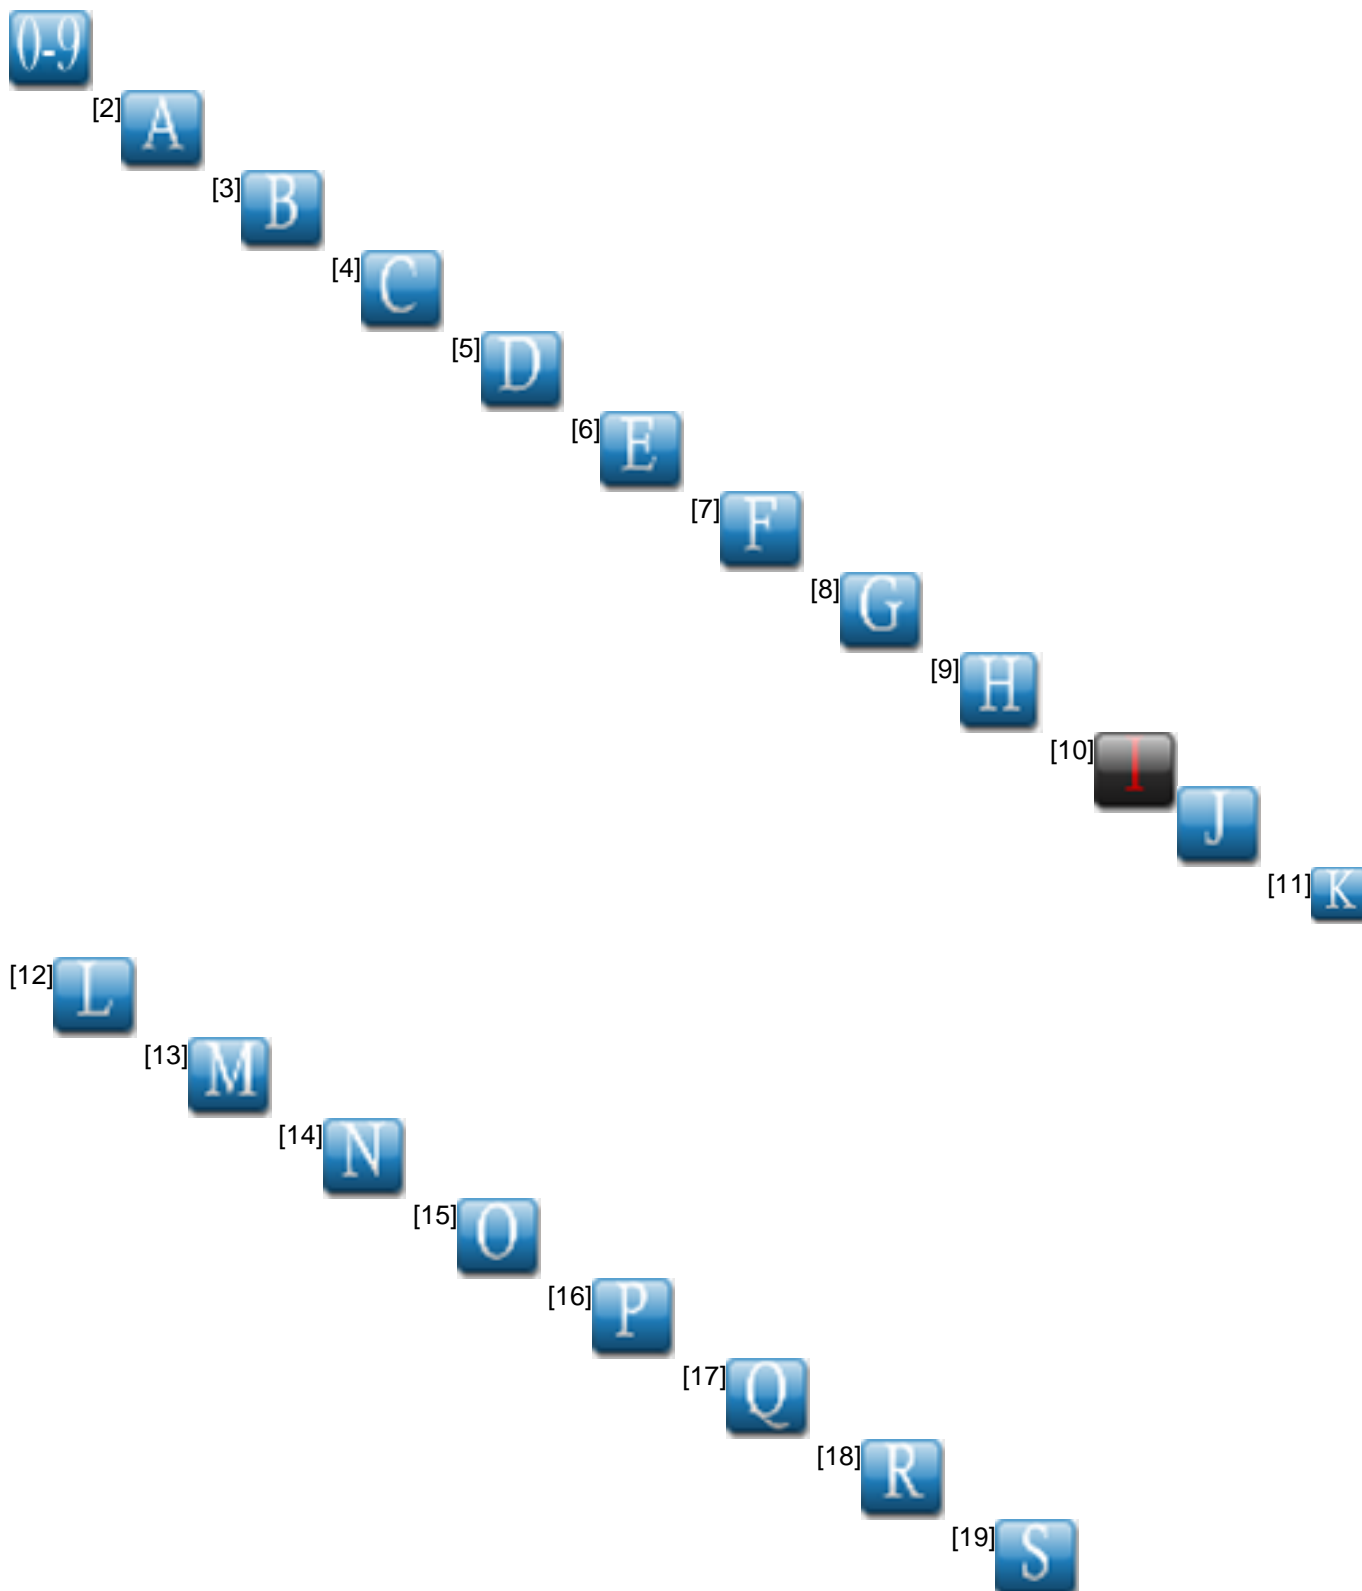 0-9
[2] A
[3] B
[4] C
[5] D
[6] E
[7] F
[8] G
[9] H
[10] I
J
[11] K
[12] L
[13] M
[14] N
[15] O
[16] P
[17] Q
[18] R
[19] S